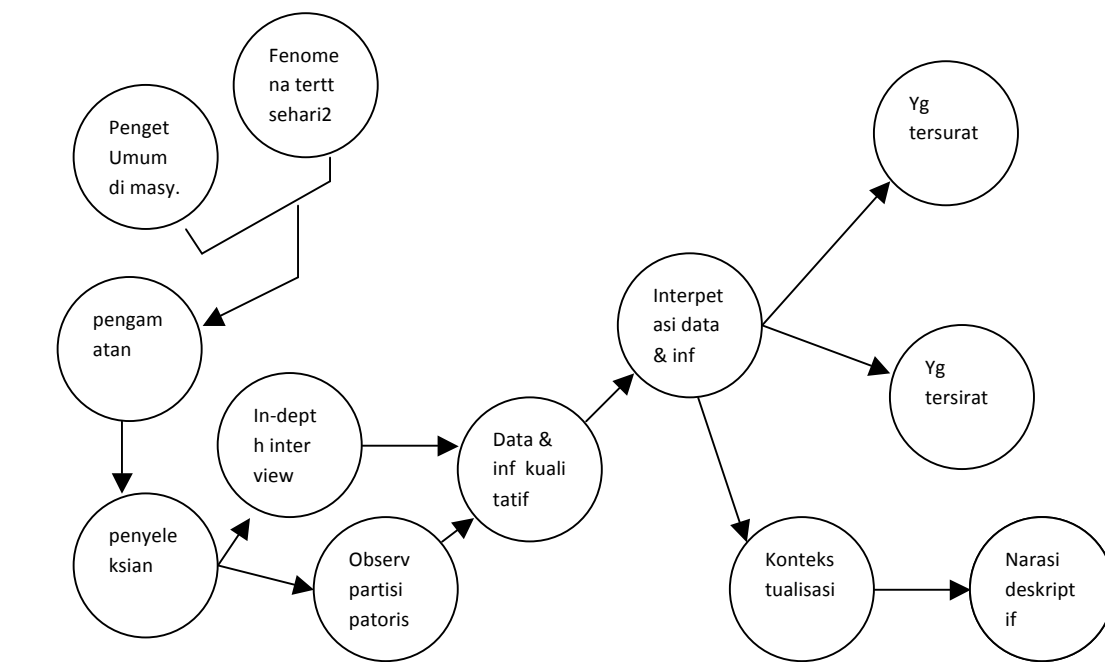 Fenome
na tertt
sehari2
Penget
Umum
di masy.
pengam
atan
penyele
ksian
In-dept
h inter
view
Observ
partisi
patoris
Data &
inf kuali
tatif
Interpet
asi data
& inf
Yg
tersurat
Yg
tersirat
Konteks
tualisasi
Narasi
deskript
if